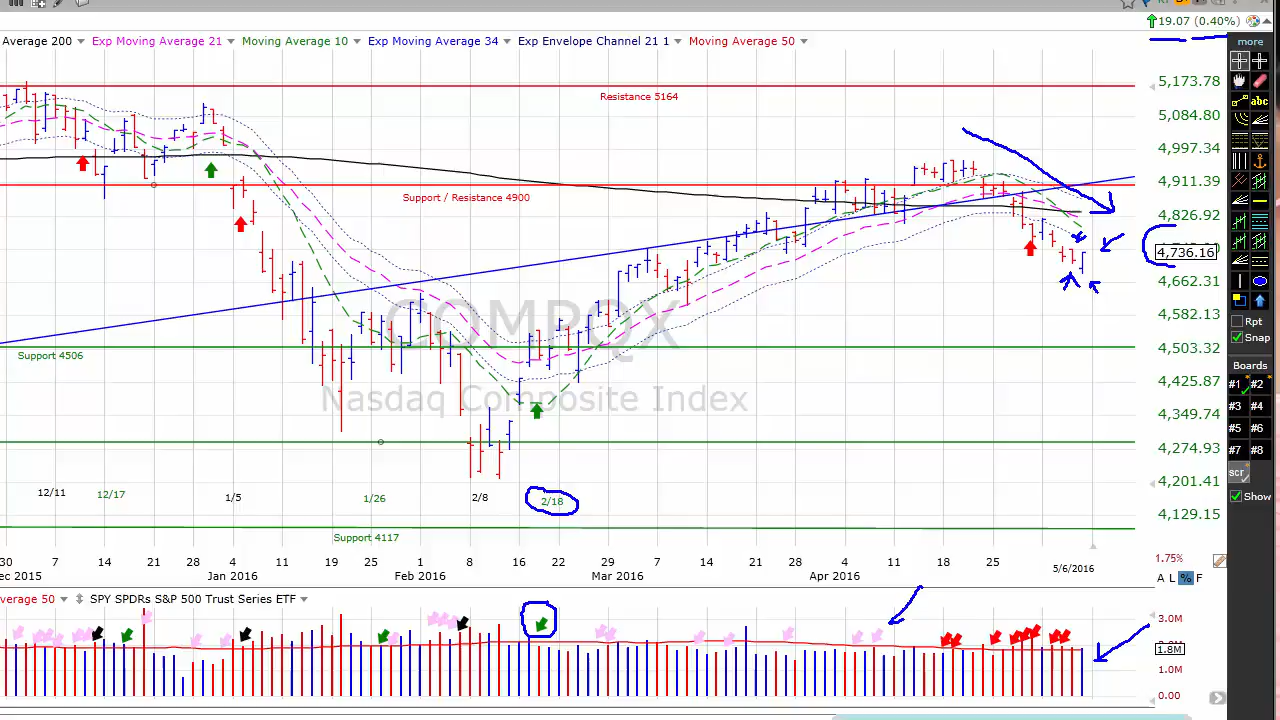 19.07 (0.40%)
Average 200 Exp Moving Average 21 Moving Average 10 Exp Moving Average 34 Exp Envelope Channel 21 1 Moving Average 50
more
5,173.78
Resistance 5164
abc
5,084.80
4,997.34
4,911.39
Support / Resistance 4900
4,826.92
4,736.16
4,662.31
COMPQX
4,582.13
Rpt
Snap
Support 4506
4,503.32
Boards
4,425.87
#1 #2
Nasdaq Composite Index
#3 #4
4,349.74
#5 #6
4,274.93
#7 #8
scr
4,201.41
12/11 12/17 1/5 1/26 2/8 2/18
Show
4,129.15
Support 4117
30 7 14 21 28 4 11 19 25 1 8 15 22 29 7 14 21 28 4 11 18 25
1.75%
5/6/2016
ec 2015 Jan 2016 Feb 2016 Mar 2016 Apr 2016
A L % F
verage 50 SPY SPDRs S&P 500 Trust Series ETF
3.0M
1.8M
1.0M
0.00